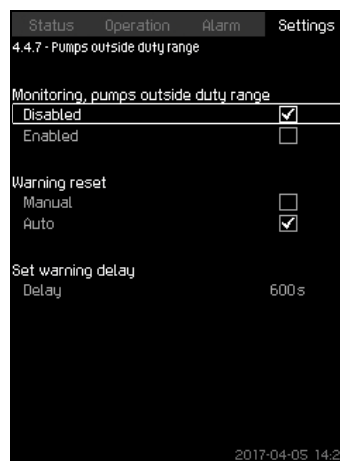 Status Operation Alarm Settings
4.4.7 - Pumps outside duty range
Monitoring, pumps outside duty range
Disabled
Enabled
Warning reset
Manual
Auto
Set warning delay
Delay 600s
2017-04-05 14:2